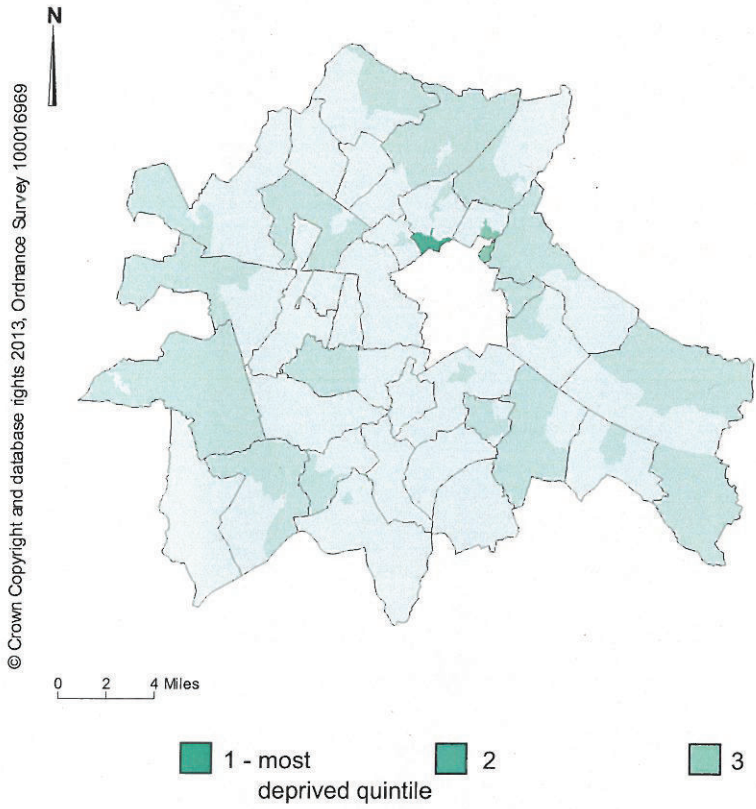 N
© Crown Copyright and database rights 2013, Ordnance Survey 100016969
0 2 4 Miles
1 - most
deprived quintile
2
3